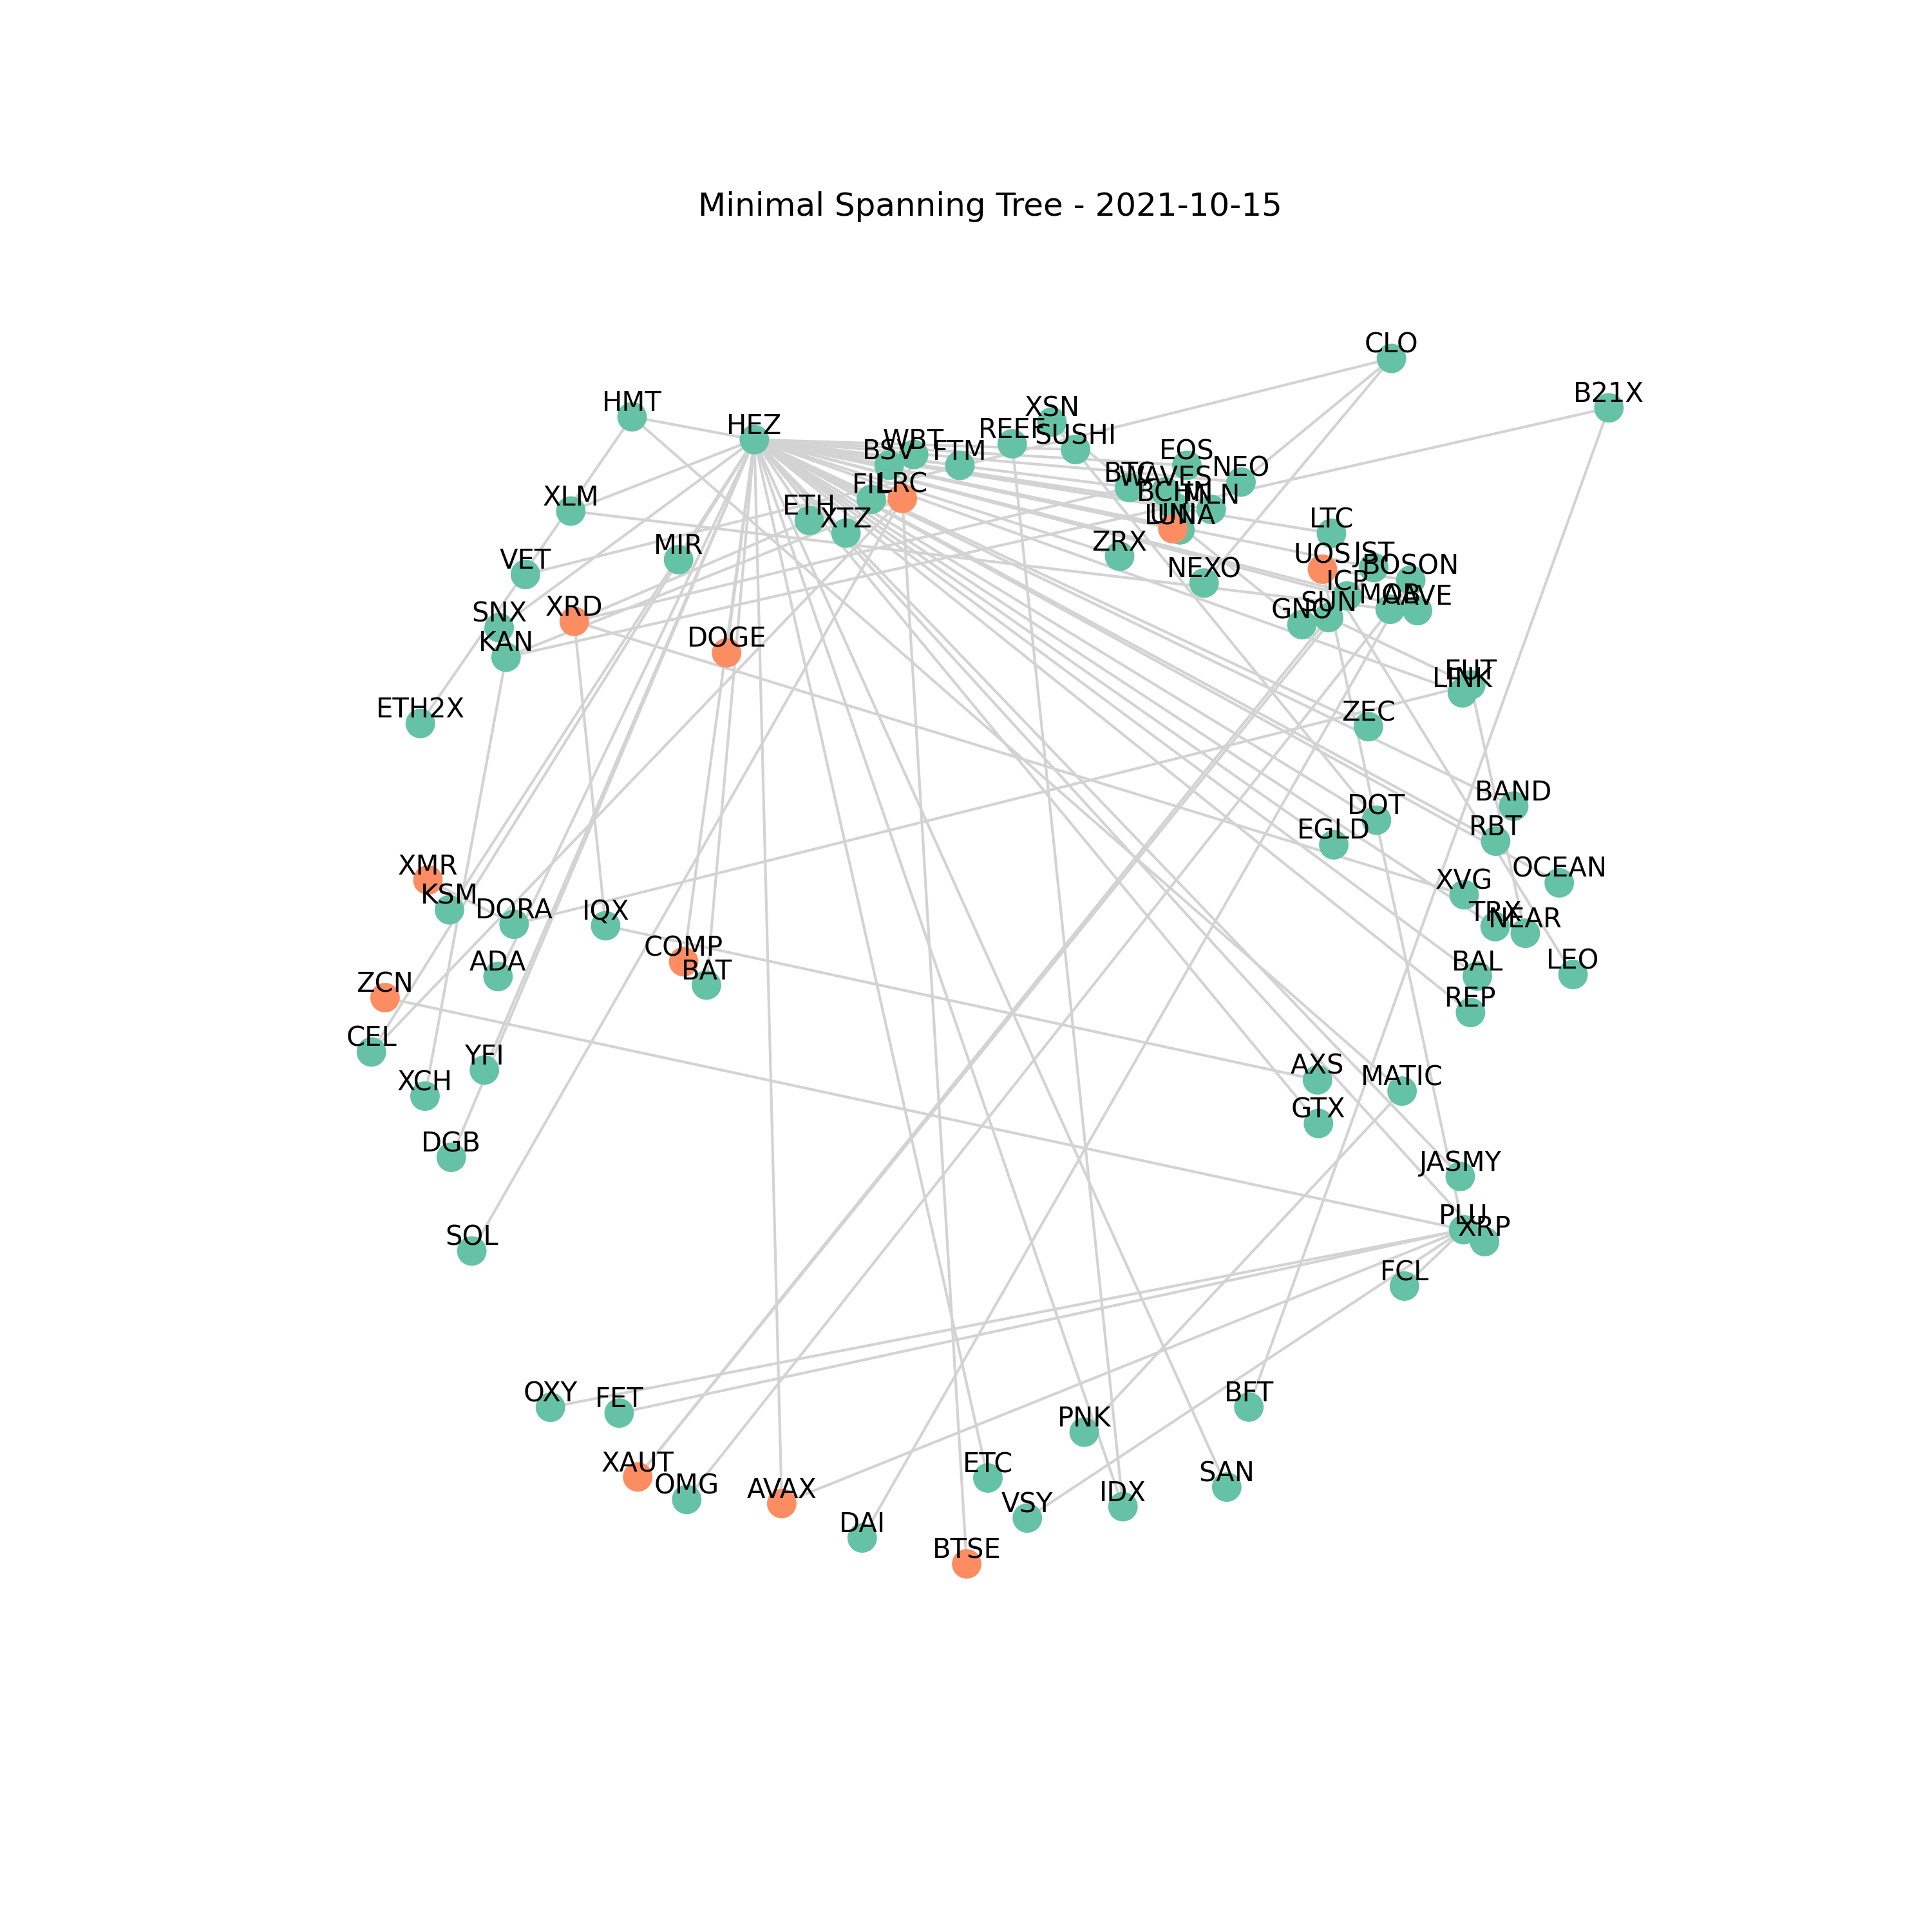 Minimal Spanning Tree - 2021-10-15
CLO
B21X
HMT
HEZ
XSN
REEF
SUSHI
WBT
BSV
FTM
EOS
NEO
BTC
WAVES
XLM
FIL
LRC
BCHN
MLN
ETH
XTZ
UNI
LUNA
LTC
ZRX
MIR
VET
NEXO
UOS
JST
BOSON
ICP
MOB
AAVE
SUN
GNO
SNX
XRD
KAN
DOGE
EUT
LINK
ETH2X
ZEC
BAND
DOT
EGLD
RBT
OCEAN
XMR
KSM
DORA
IQX
XVG
TRX
NEAR
COMP
BAT
ADA
BAL
LEO
ZCN
REP
CEL
YFI
XCH
AXS
MATIC
GTX
DGB
JASMY
PLU
XRP
SOL
FCL
OXY
FET
BFT
PNK
XAUT
OMG
AVAX
ETC
SAN
IDX
VSY
DAI
BTSE